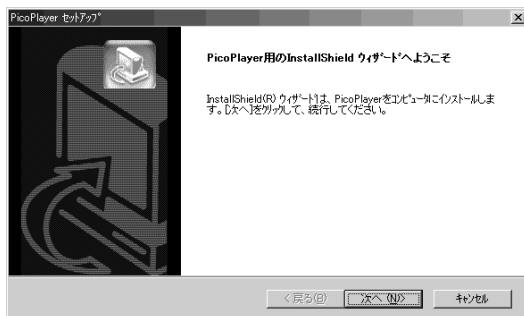 PicoPlayer ｾｯﾄｱｯﾌﾟ
PicoPlayer用のInstallShield ｳｨｻﾞｰﾄﾞへようこそ
InstallShield(R) ｳｨｻﾞｰﾄﾞは、PicoPlayerをｺﾝﾋﾟｭｰﾀにインストールしま
す。[次へ]をｸﾘｯｸして、続行してください。
< 戻る(B)
次へ (N)>
ｷｬﾝｾﾙ